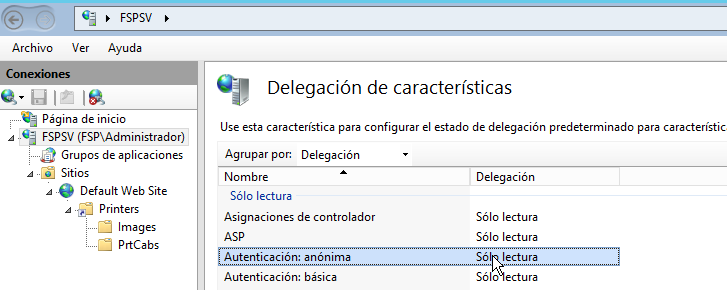 FSPSV
Archivo Ver Ayuda
Conexiones
Página de inicio
FSPSV (FSP\Administrador)
Grupos de aplicaciones
Sitios
Default Web Site
Printers
Images
PrtCabs
Delegación de características
Use esta característica para configurar el estado de delegación predeterminado para
Agrupar por: Delegación
Nombre Delegación
Sólo lectura
Asignaciones de controlador Sólo lectura
ASP Sólo lectura
Autenticación: anónima Sólo lectura
Autenticación: básica Sólo lectura